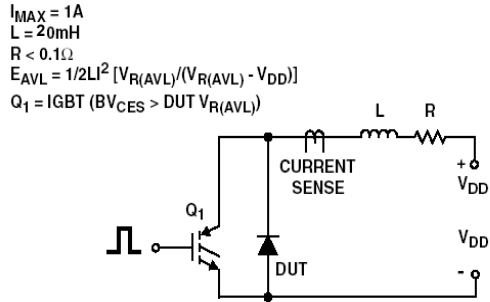 IMAX = 1A
L = 20mH
R < 0.1Ω
EAVL = 1/2LI² [VR(AVL)/(VR(AVL) - VDD)]
Q1 = IGBT (BVCES > DUT VR(AVL))
L R
CURRENT
SENSE
+
VDD
Q1
VDD
DUT
-